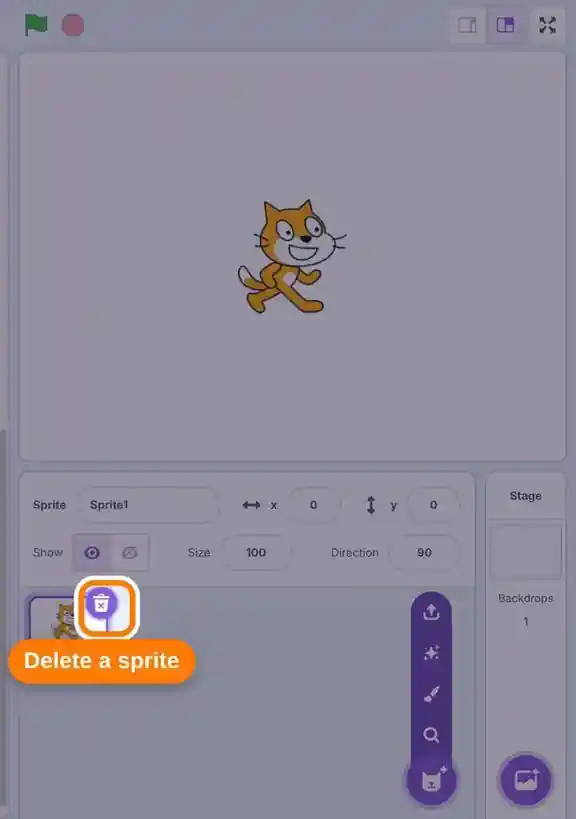 Sprite Sprite1 x 0 y 0
Stage
Show Size 100 Direction 90
Backdrops
1
Delete a sprite